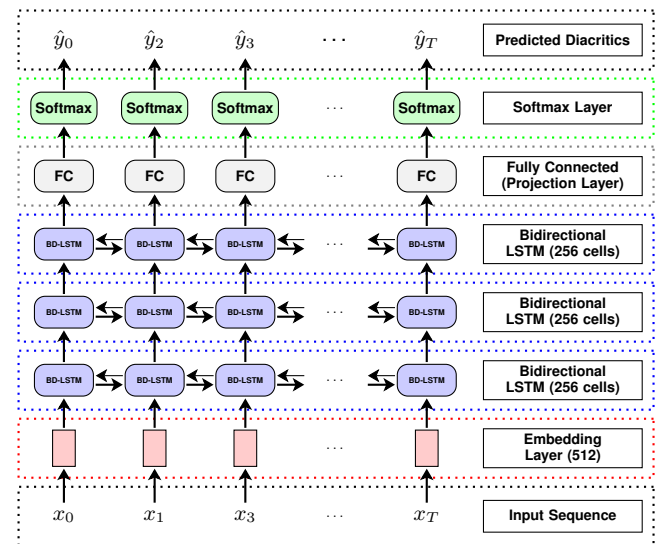 ŷ₀ ŷ₂ ŷ₃ ⋯ ŷ_T Predicted Diacritics
Softmax Softmax Softmax ... Softmax Softmax Layer
FC FC FC ... FC Fully Connected
(Projection Layer)
BD-LSTM BD-LSTM BD-LSTM ... BD-LSTM Bidirectional
LSTM (256 cells)
BD-LSTM BD-LSTM BD-LSTM ... BD-LSTM Bidirectional
LSTM (256 cells)
BD-LSTM BD-LSTM BD-LSTM ... BD-LSTM Bidirectional
LSTM (256 cells)
... Embedding
Layer (512)
x₀ x₁ x₃ ... x_T Input Sequence